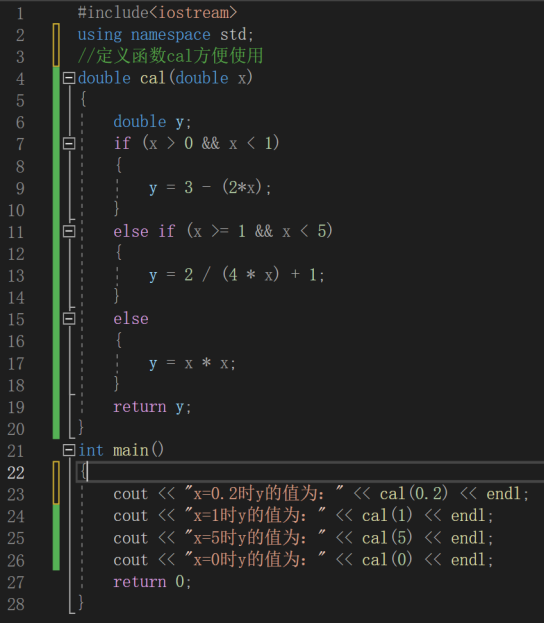 1 #include<iostream>
2 using namespace std;
3 //定义函数cal方便使用
4 double cal(double x)
5 {
6 double y;
7 if (x > 0 && x < 1)
8 {
9 y = 3 - (2*x);
10 }
11 else if (x >= 1 && x < 5)
12 {
13 y = 2 / (4 * x) + 1;
14 }
15 else
16 {
17 y = x * x;
18 }
19 return y;
20 }
21 int main()
22 {
23 cout << "x=0.2时y的值为：" << cal(0.2) << endl;
24 cout << "x=1时y的值为：" << cal(1) << endl;
25 cout << "x=5时y的值为：" << cal(5) << endl;
26 cout << "x=0时y的值为：" << cal(0) << endl;
27 return 0;
28 }